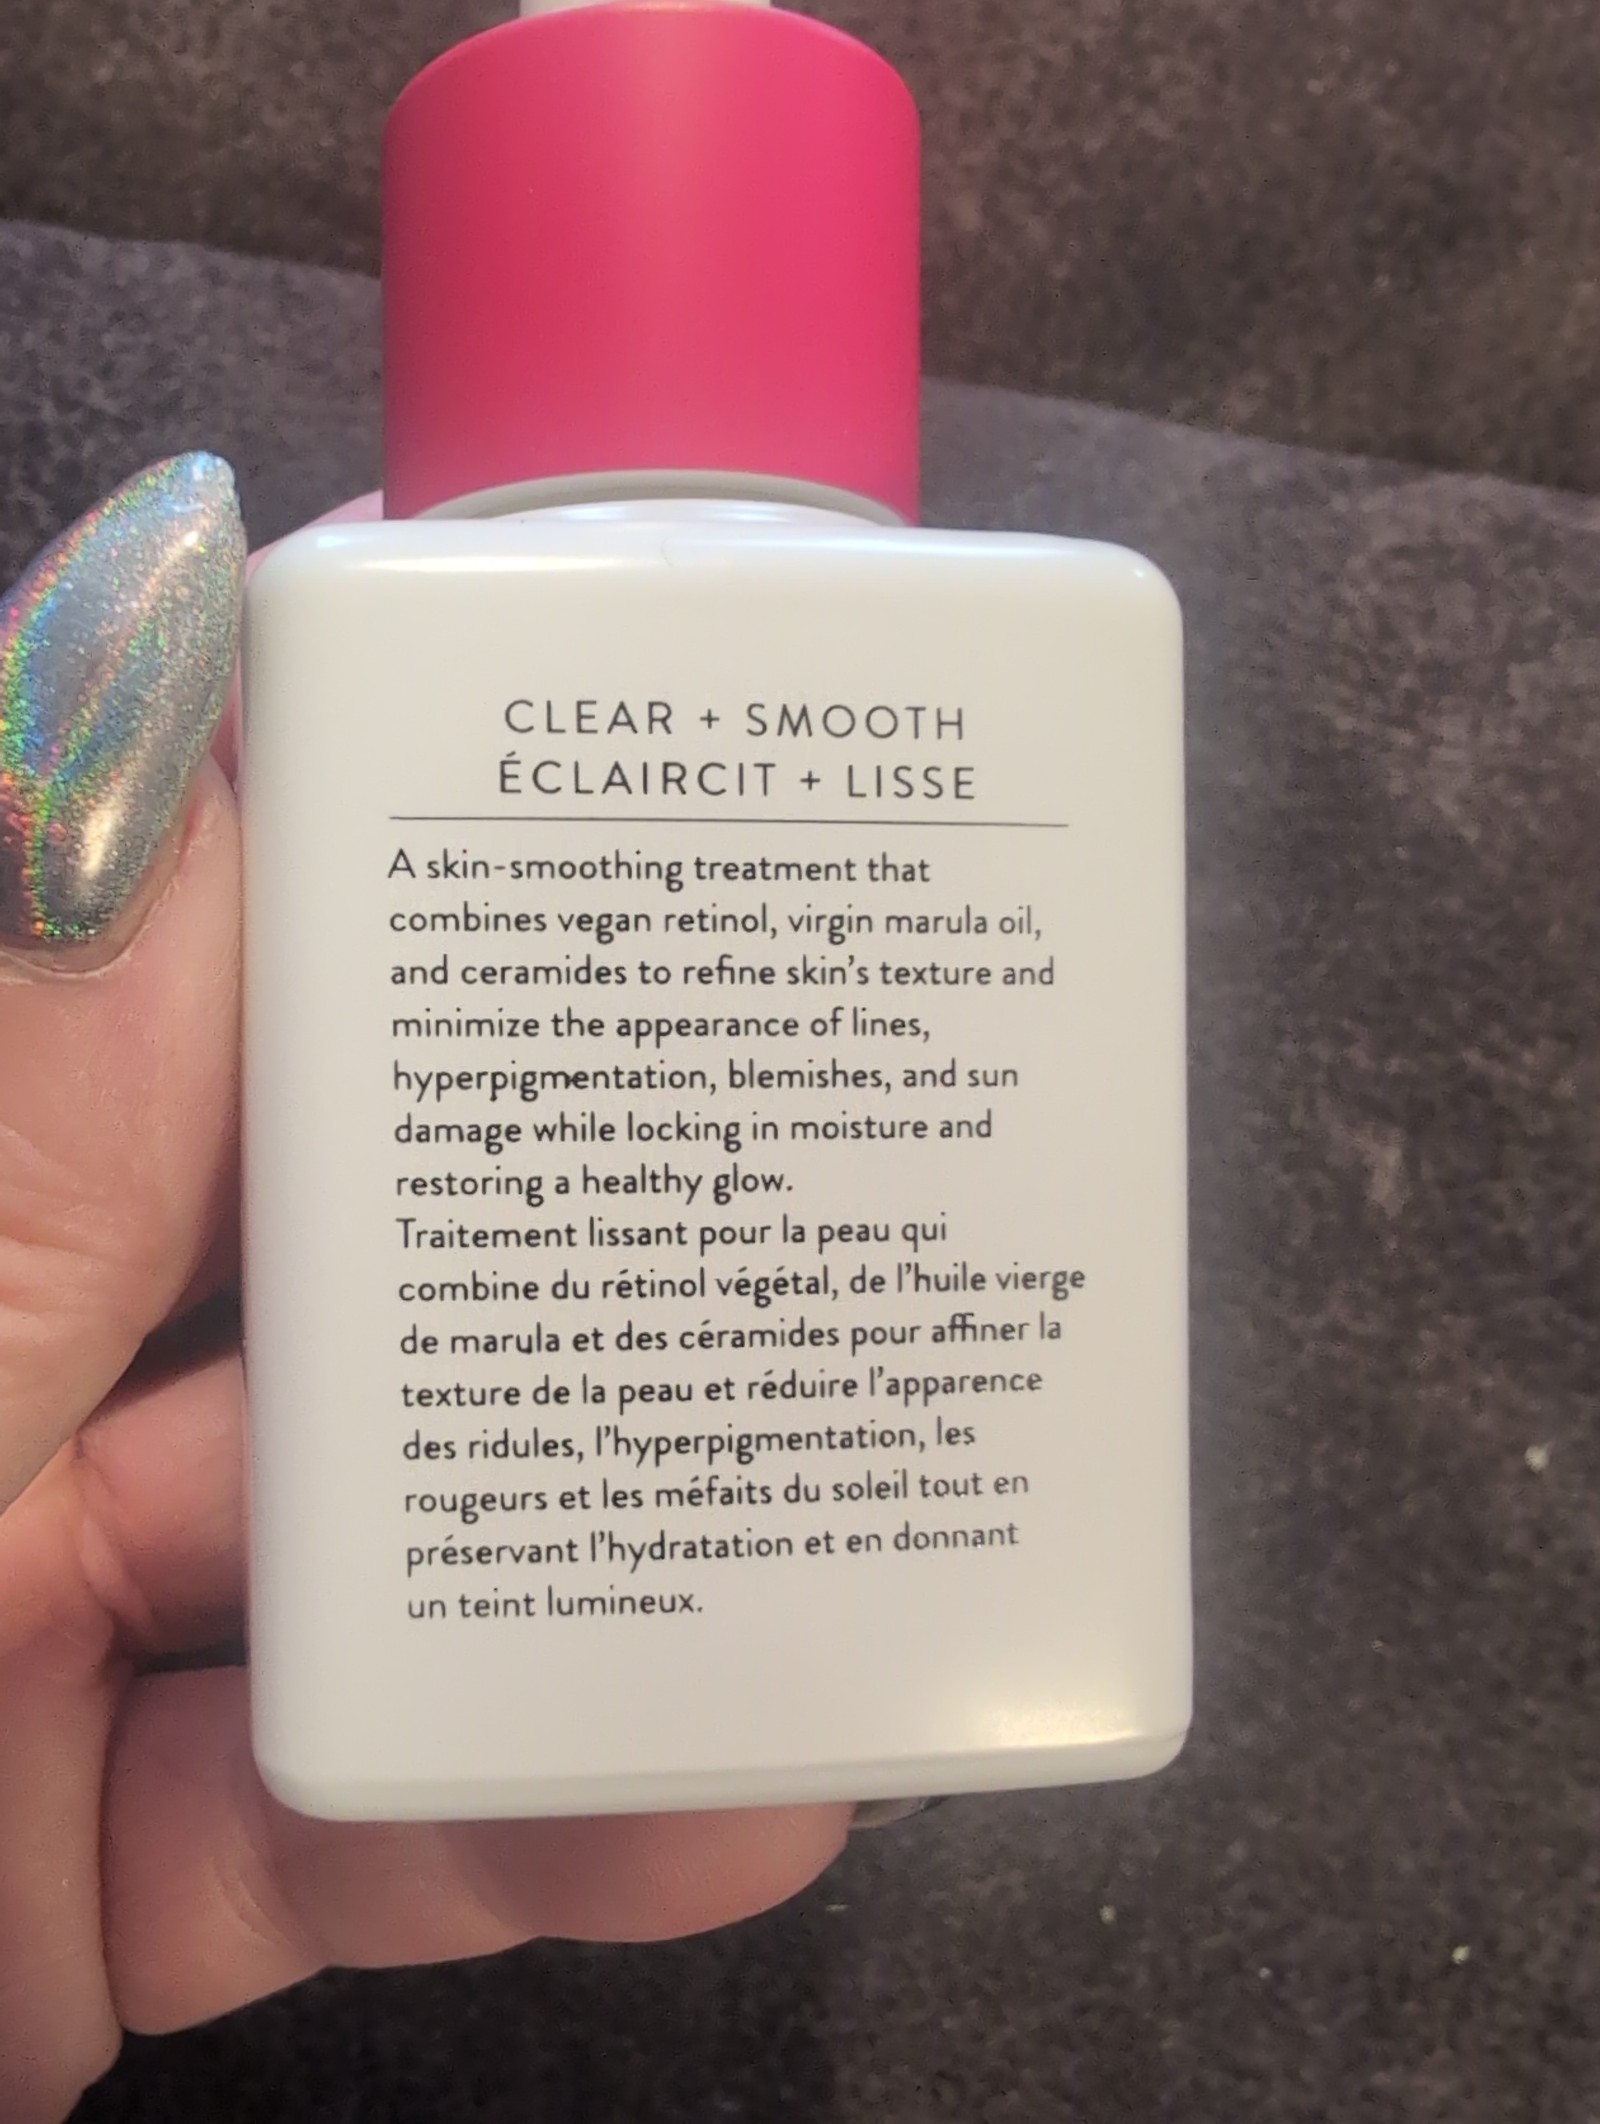 CLEAR + SMOOTH
ÉCLAIRCIT + LISSE
A skin-smoothing treatment that
combines vegan retinol, virgin marula oil,
and ceramides to refine skin's texture and
minimize the appearance of lines,
hyperpigmentation, blemishes, and sun
damage while locking in moisture and
restoring a healthy glow.
Traitement lissant pour la peau qui
combine du rétinol végétal, de l'huile vierge
de marula et des céramides pour affiner la
texture de la peau et réduire l'apparence
des ridules, l'hyperpigmentation, les
rougeurs et les méfaits du soleil tout en
préservant l'hydratation et en donnant
un teint lumineux.